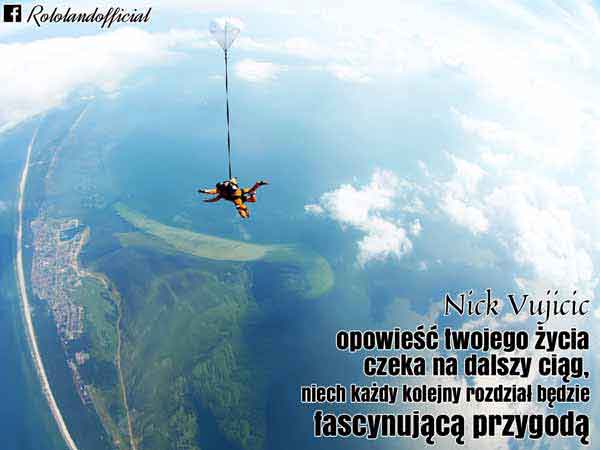 f Rololandofficial
Nick Vujicic
opowieść twojego życia
czeka na dalszy ciąg,
niech każdy kolejny rozdział będzie
fascynującą przygodą